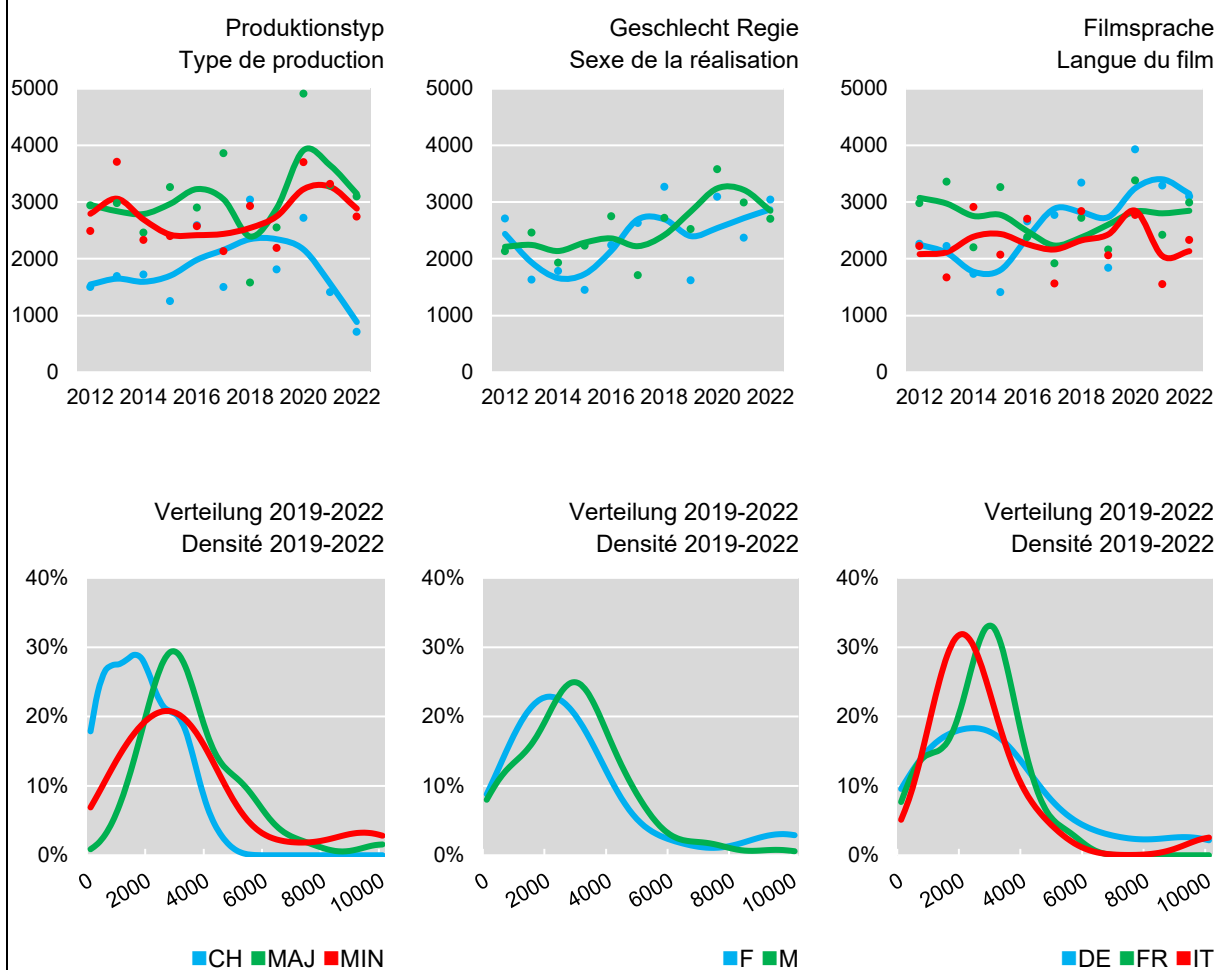 Produktionstyp
Type de production
5000
4000
3000
2000
1000
0
2012 2014 2016 2018 2020 2022
Geschlecht Regie
Sexe de la réalisation
5000
4000
3000
2000
1000
0
2012 2014 2016 2018 2020 2022
Filmsprache
Langue du film
5000
4000
3000
2000
1000
0
2012 2014 2016 2018 2020 2022
Verteilung 2019-2022
Densité 2019-2022
40%
30%
20%
10%
0%
0 2000 4000 6000 8000 10000
CH MAJ MIN
Verteilung 2019-2022
Densité 2019-2022
40%
30%
20%
10%
0%
0 2000 4000 6000 8000 10000
F M
Verteilung 2019-2022
Densité 2019-2022
40%
30%
20%
10%
0%
0 2000 4000 6000 8000 10000
DE FR IT